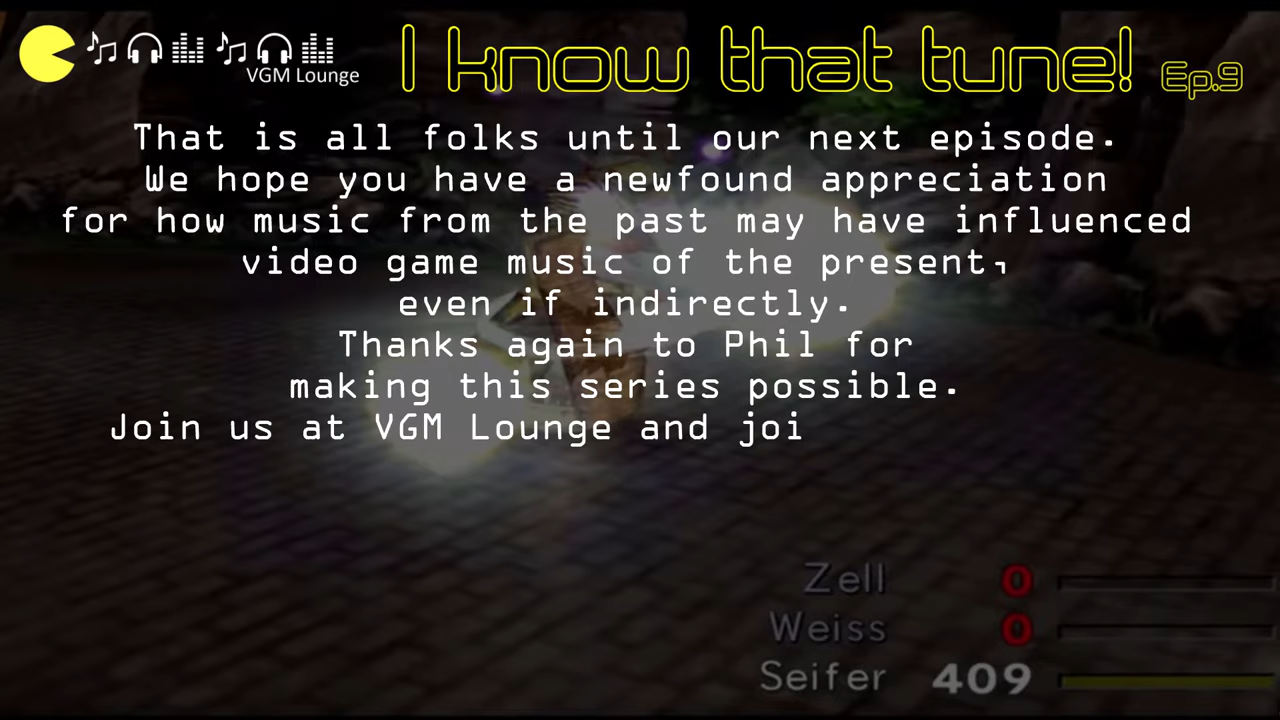 VGM Lounge
I know that tune! Ep.9
That is all folks until our next episode.
We hope you have a newfound appreciation
for how music from the past may have influenced
video game music of the present,
even if indirectly.
Thanks again to Phil for
making this series possible.
Join us at VGM Lounge and joi
Zell 0
Weiss 0
Seifer 409